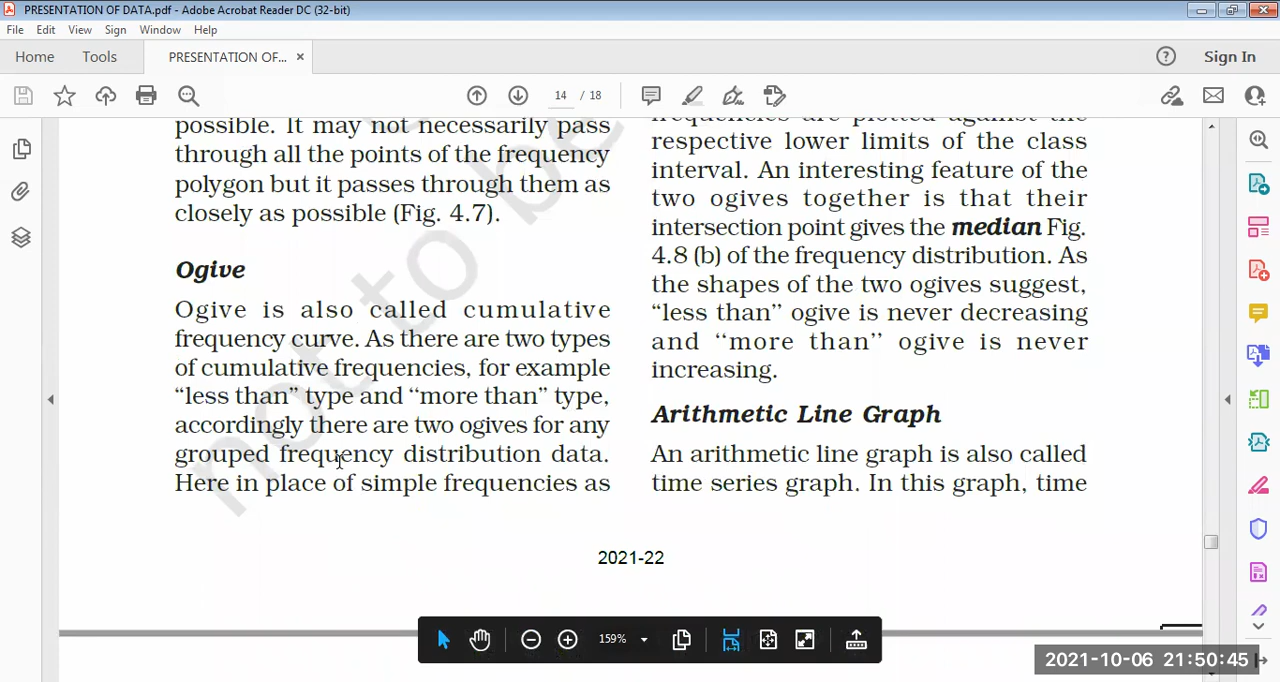 PRESENTATION OF DATA.pdf - Adobe Acrobat Reader DC (32-bit)
File Edit View Sign Window Help
Home Tools PRESENTATION OF... × Sign In
14 / 18
possible. It may not necessarily pass
through all the points of the frequency
polygon but it passes through them as
closely as possible (Fig. 4.7).
Ogive
Ogive is also called cumulative
frequency curve. As there are two types
of cumulative frequencies, for example
“less than” type and “more than” type,
accordingly there are two ogives for any
grouped frequency distribution data.
Here in place of simple frequencies as
frequencies are plotted against the
respective lower limits of the class
interval. An interesting feature of the
two ogives together is that their
intersection point gives the median Fig.
4.8 (b) of the frequency distribution. As
the shapes of the two ogives suggest,
“less than” ogive is never decreasing
and “more than” ogive is never
increasing.
Arithmetic Line Graph
An arithmetic line graph is also called
time series graph. In this graph, time
not to be
2021-22
159%
2021-10-06 21:50:45